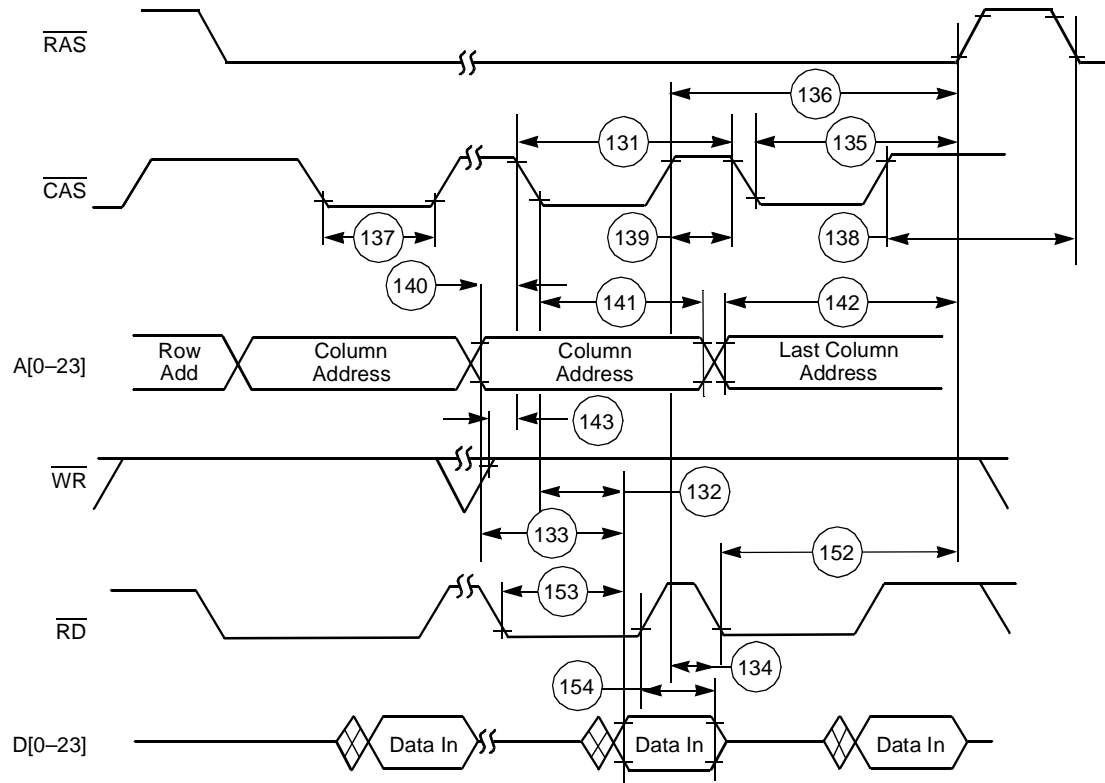 RAS
136
131
135
CAS
137
139
138
140
141
142
A[0–23]
Row
Add
Column
Address
Column
Address
Last Column
Address
143
WR
132
133
152
153
RD
134
154
D[0–23]
Data In
Data In
Data In